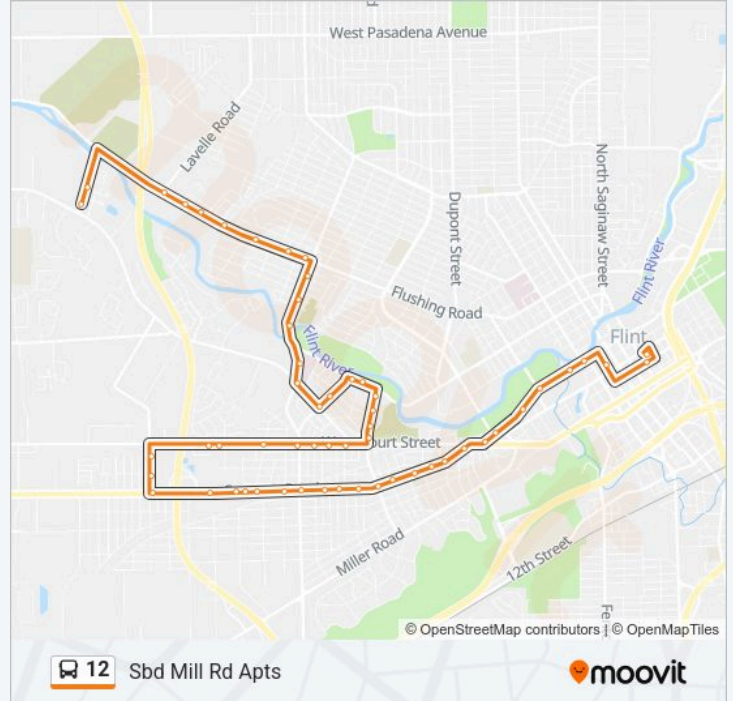 West Pasadena Avenue
Lavelle Road
North Saginaw Street
Dupont Street
Flint River
Flushing Road
Flint
Flint River
ourt Street
Miller Road
12th Street
Fe
© OpenStreetMap contributors | © OpenMapTiles
12 Sbd Mill Rd Apts
moovit